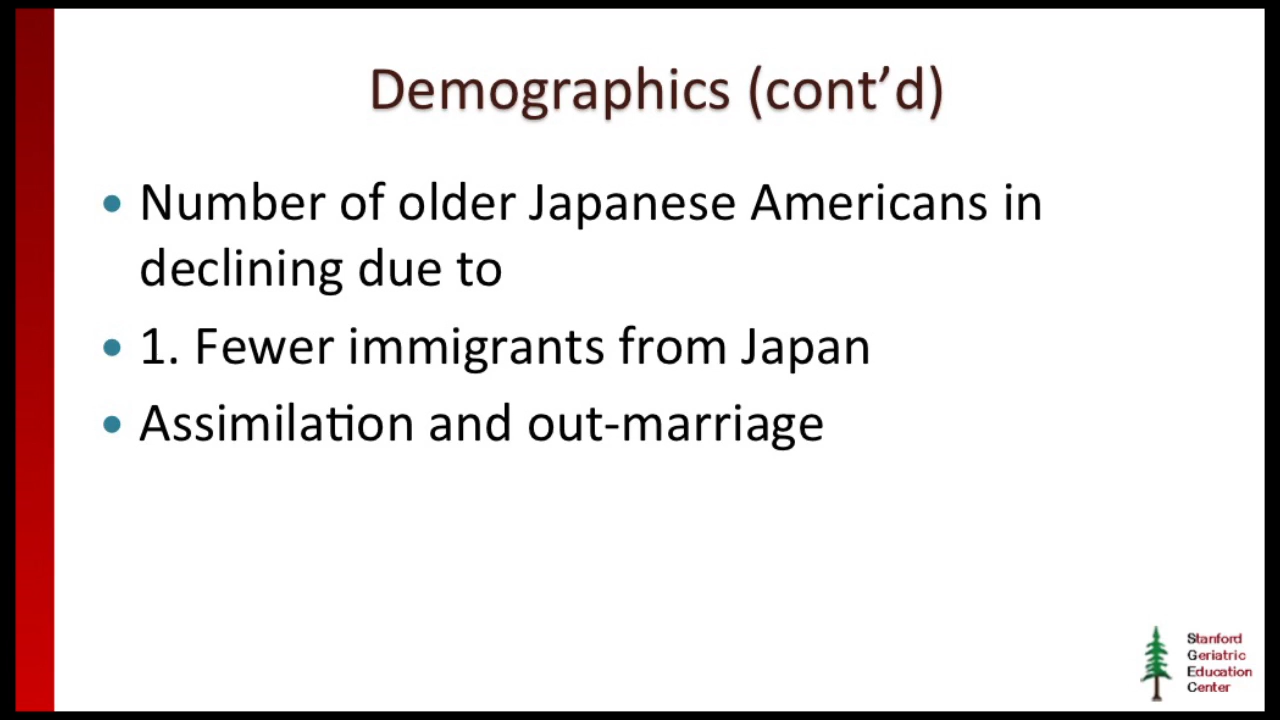 Demographics (cont’d)
• Number of older Japanese Americans in
declining due to
• 1. Fewer immigrants from Japan
• Assimilation and out-marriage
Stanford
Geriatric
Education
Center